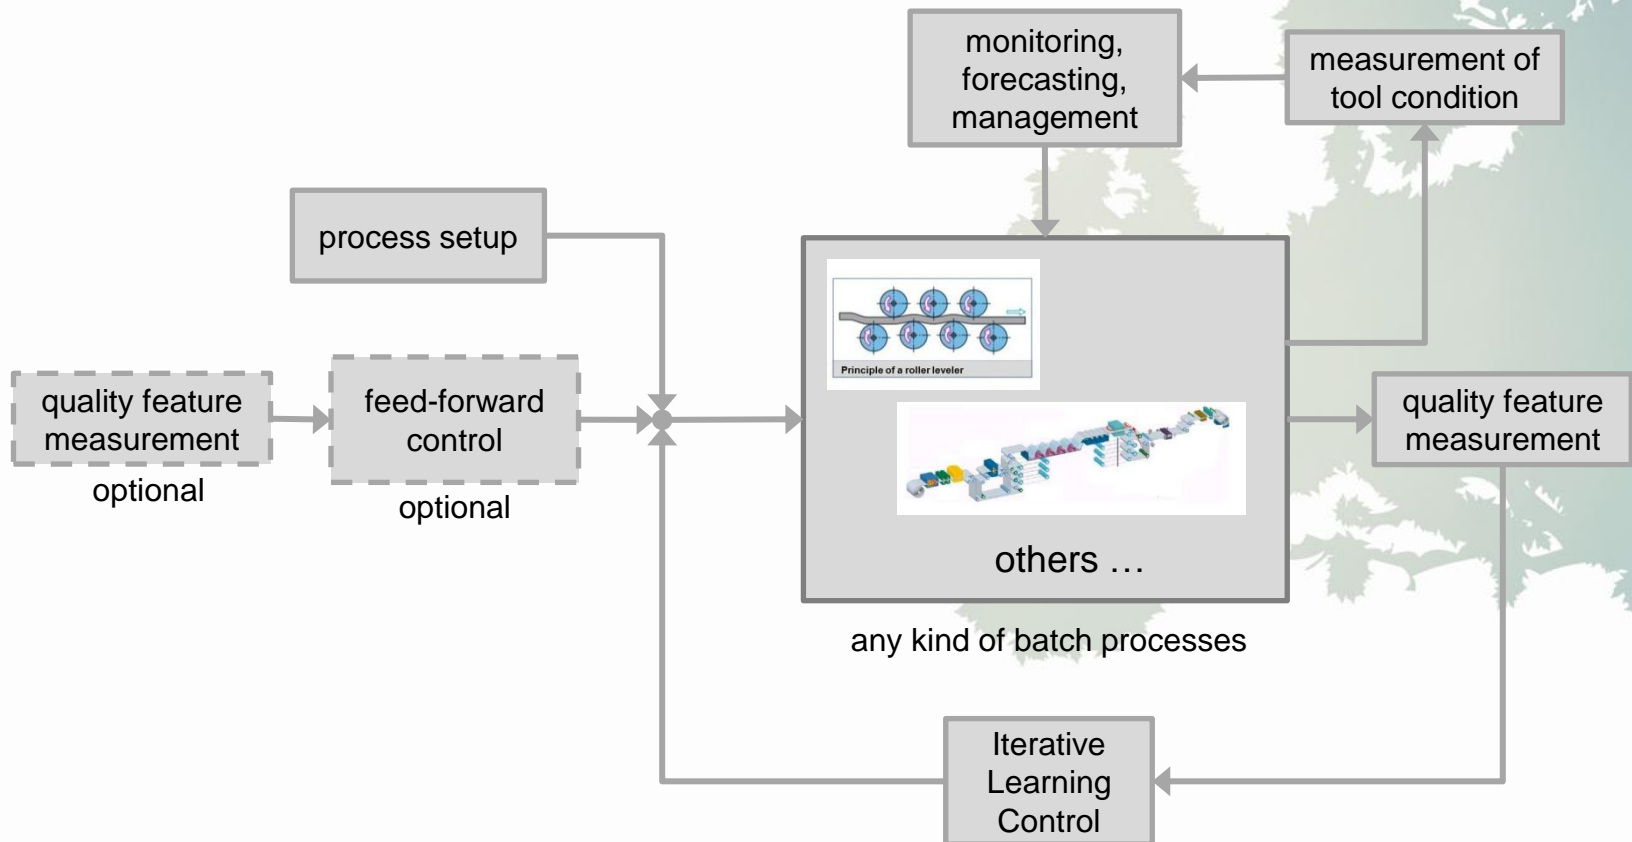 monitoring,
forecasting,
management
measurement of
tool condition
process setup
Principle of a roller leveler
quality feature
measurement
optional
feed-forward
control
optional
quality feature
measurement
others …
any kind of batch processes
Iterative
Learning
Control